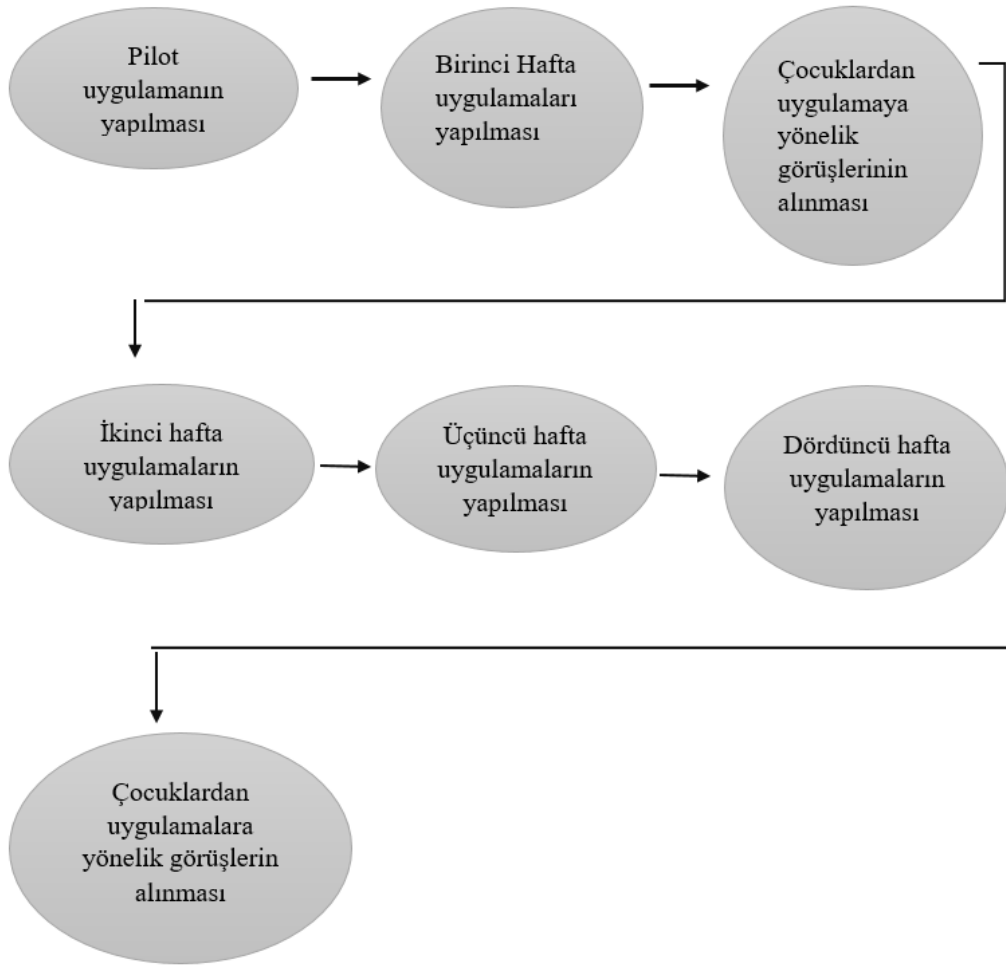 Pilot
uygulamanın
yapılması
Birinci Hafta
uygulamaları
yapılması
Çocuklardan
uygulamaya
yönelik
görüşlerinin
alınması
İkinci hafta
uygulamaların
yapılması
Üçüncü hafta
uygulamaların
yapılması
Dördüncü hafta
uygulamaların
yapılması
Çocuklardan
uygulamalara
yönelik görüşlerin
alınması